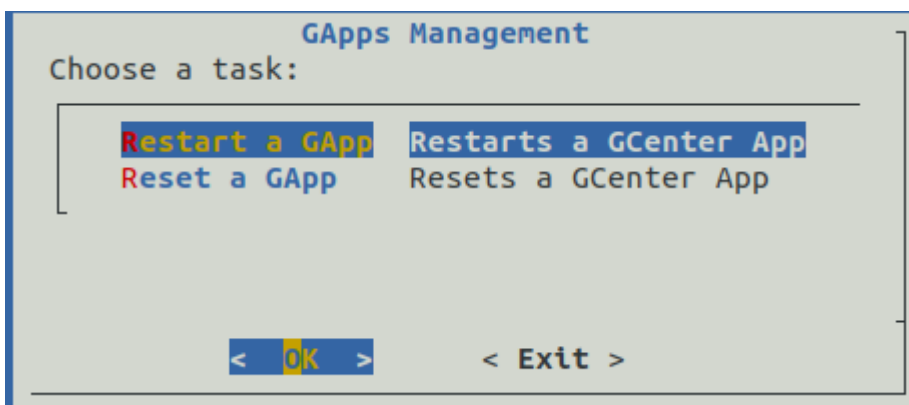 GApps Management
Choose a task:
Restart a GApp Restarts a GCenter App
Reset a GApp Resets a GCenter App
< OK > < Exit >